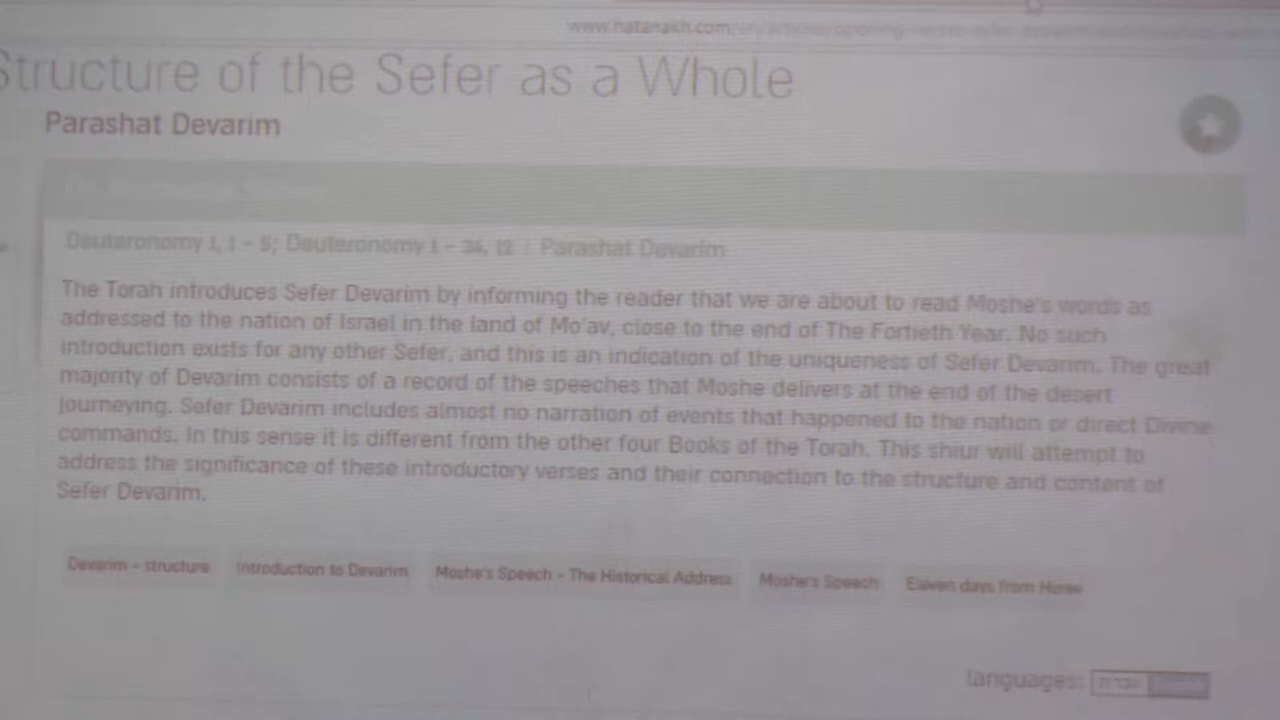 www.hatanakh.com
Structure of the Sefer as a Whole
Parashat Devarim
Deuteronomy 1, 1 - 5; Deuteronomy 1 - 34, 12 | Parashat Devarim
The Torah introduces Sefer Devarim by informing the reader that we are about to read Moshe's words as
addressed to the nation of Israel in the land of Mo'av, close to the end of The Fortieth Year. No such
introduction exists for any other Sefer, and this is an indication of the uniqueness of Sefer Devarim. The great
majority of Devarim consists of a record of the speeches that Moshe delivers at the end of the desert
journeying. Sefer Devarim includes almost no narration of events that happened to the nation or direct Divine
commands. In this sense it is different from the other four Books of the Torah. This shiur will attempt to
address the significance of these introductory verses and their connection to the structure and content of
Sefer Devarim.
Devarim - structure Introduction to Devarim Moshe's Speech - The Historical Address Moshe's Speech Eleven days from Horev
languages: עברית